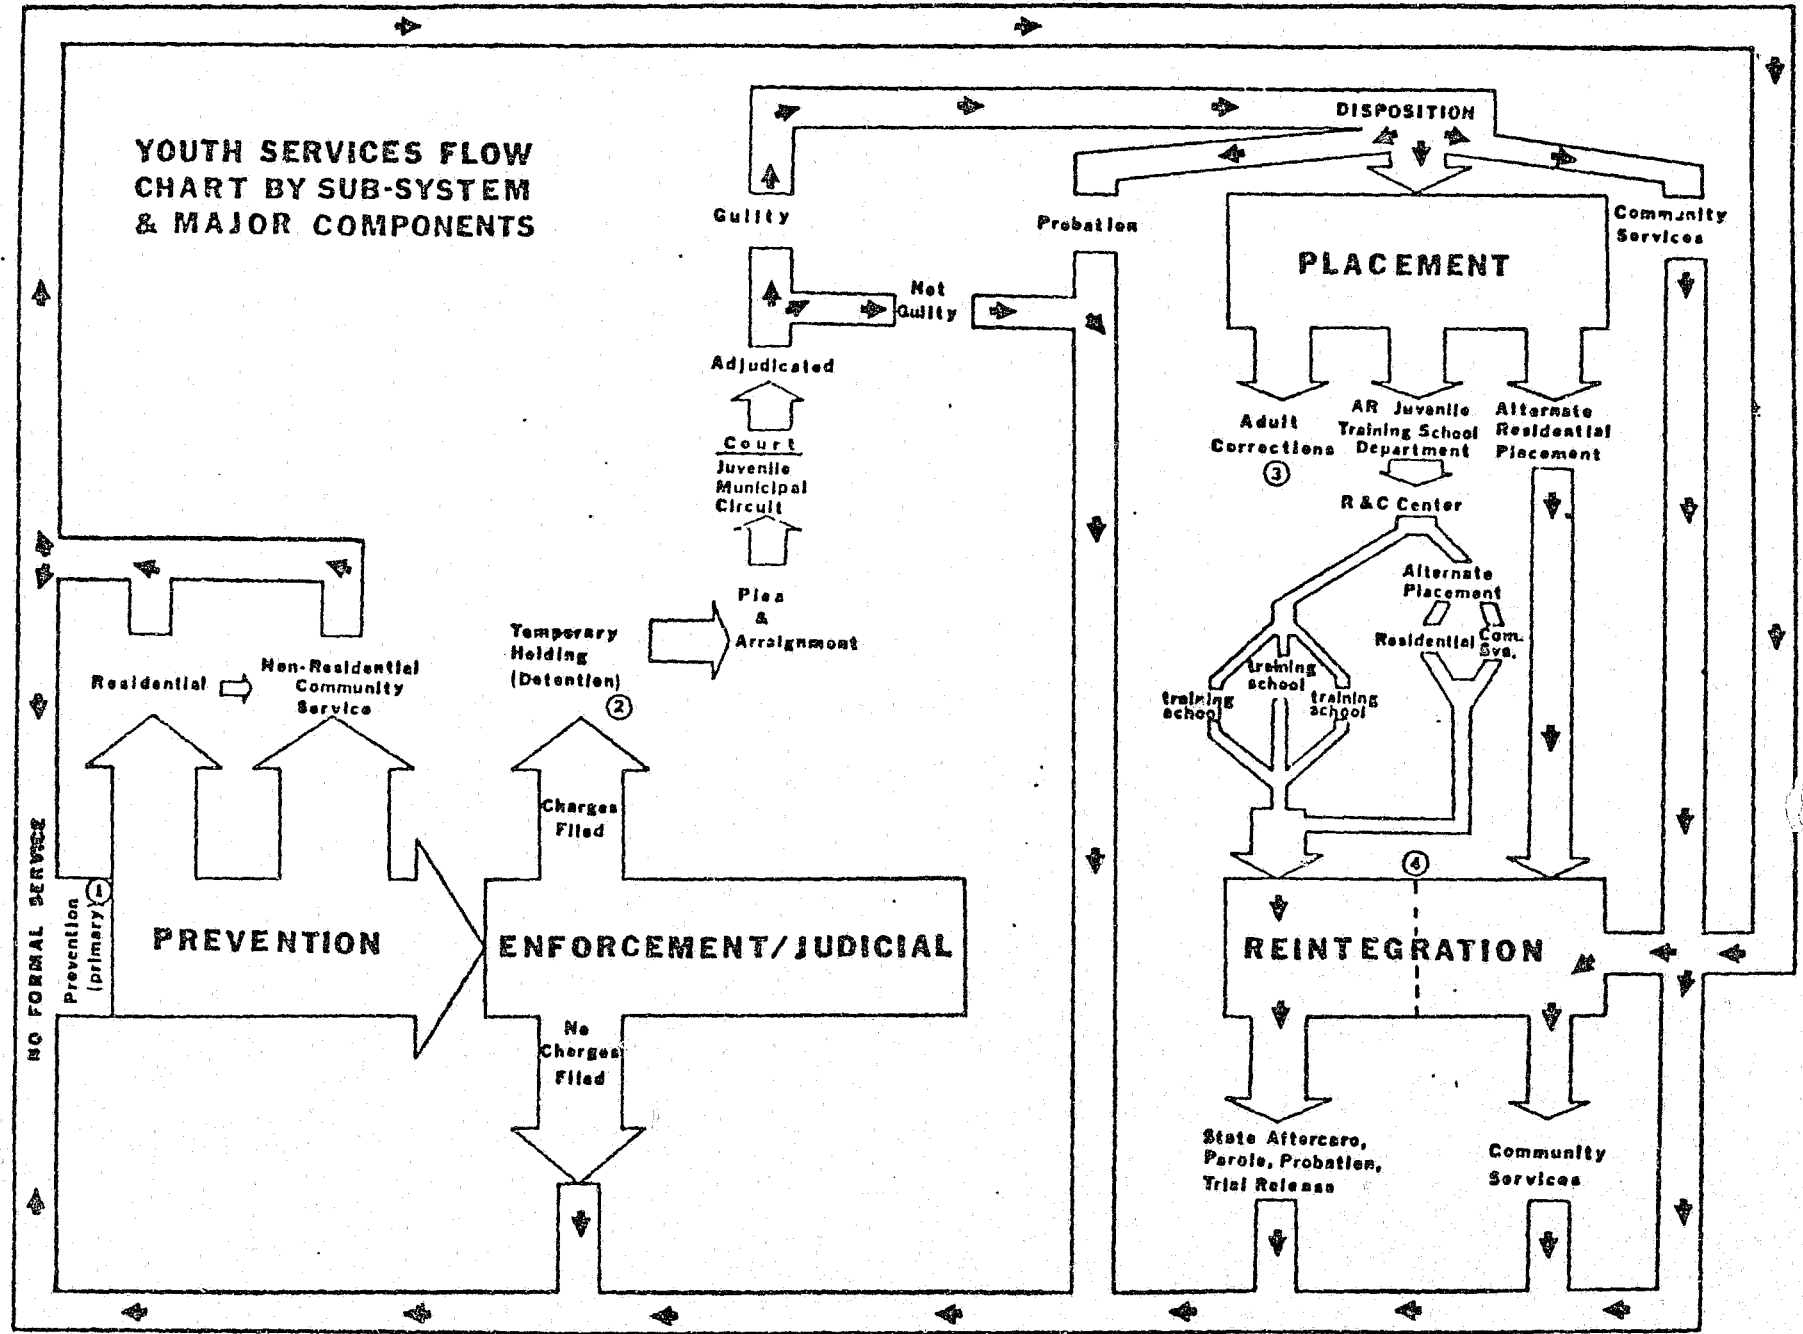 YOUTH SERVICES FLOW
CHART BY SUB-SYSTEM
& MAJOR COMPONENTS
DISPOSITION
Guilty
Probation
Community
Services
PLACEMENT
Not
Guilty
Adjudicated
Court
Juvenile
Municipal
Circuit
Adult
Corrections
3
AR Juvenile
Training School
Department
Alternate
Residential
Placement
R & C Center
Alternate
Placement
Residential
Com.
Svs.
training
school
training
school
training
school
Plea
&
Arraignment
Temporary
Holding
(Detention)
2
Residential
Non-Residential
Community
Service
Charges
Filed
NO FORMAL SERVICE
Prevention
(primary)
1
PREVENTION
ENFORCEMENT/JUDICIAL
4
REINTEGRATION
No
Charges
Filed
State Aftercare,
Parole, Probation,
Trial Release
Community
Services